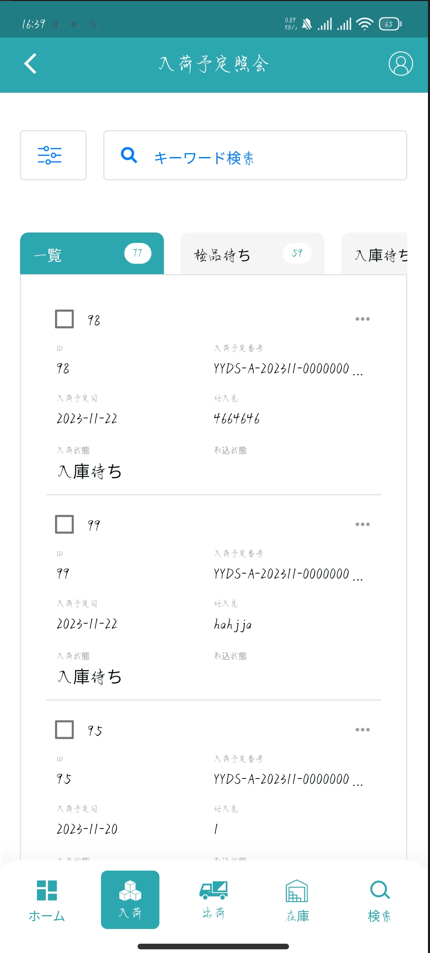 16:39
0.87
KB/s
63
入荷予定照会
キーワード検索
一覧 77
検品待ち 59
入庫待ち
98
ID 入荷予定番号
98 YYDS-A-202311-0000000...
入荷予定日 仕入先
2023-11-22 4664646
入荷状態 取込状態
入庫待ち
99
ID 入荷予定番号
99 YYDS-A-202311-0000000...
入荷予定日 仕入先
2023-11-22 hahjja
入荷状態 取込状態
入庫待ち
95
ID 入荷予定番号
95 YYDS-A-202311-0000000...
入荷予定日 仕入先
2023-11-20 1
ホーム 入荷 出荷 在庫 検索